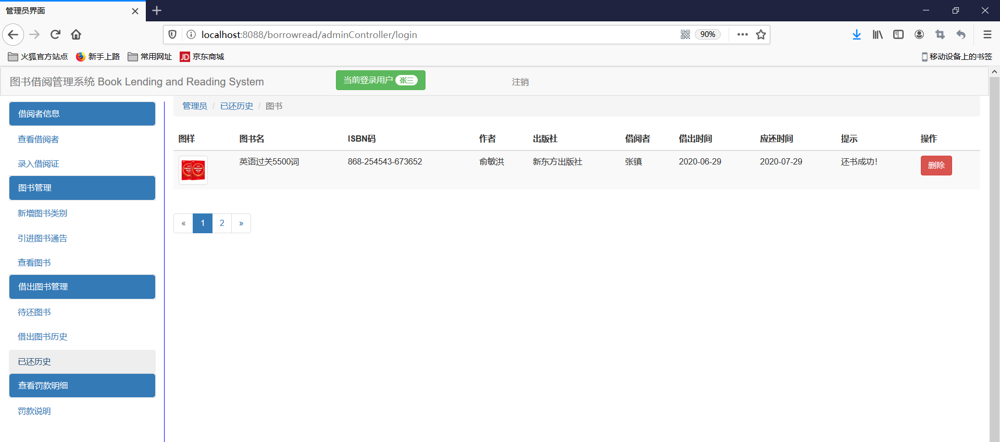 管理员界面
localhost:8088/borrowread/adminController/login
90%
火狐官方站点 新手上路 常用网址 JD 京东商城 移动设备上的书签
图书借阅管理系统 Book Lending and Reading System 当前登录用户 张三 注销
管理员 / 已还历史 / 图书
借阅者信息
查看借阅者
录入借阅证
图书管理
新增图书类别
引进图书通告
查看图书
借出图书管理
待还图书
借出图书历史
已还历史
查看罚款明细
罚款说明
图样 图书名 ISBN码 作者 出版社 借阅者 借出时间 应还时间 提示 操作
英语过关5500词 868-254543-673652 俞敏洪 新东方出版社 张镇 2020-06-29 2020-07-29 还书成功! 删除
« 1 2 »